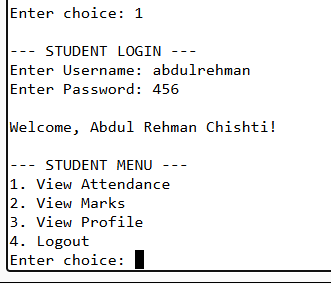 Enter choice: 1
--- STUDENT LOGIN ---
Enter Username: abdulrehman
Enter Password: 456
Welcome, Abdul Rehman Chishti!
--- STUDENT MENU ---
1. View Attendance
2. View Marks
3. View Profile
4. Logout
Enter choice: